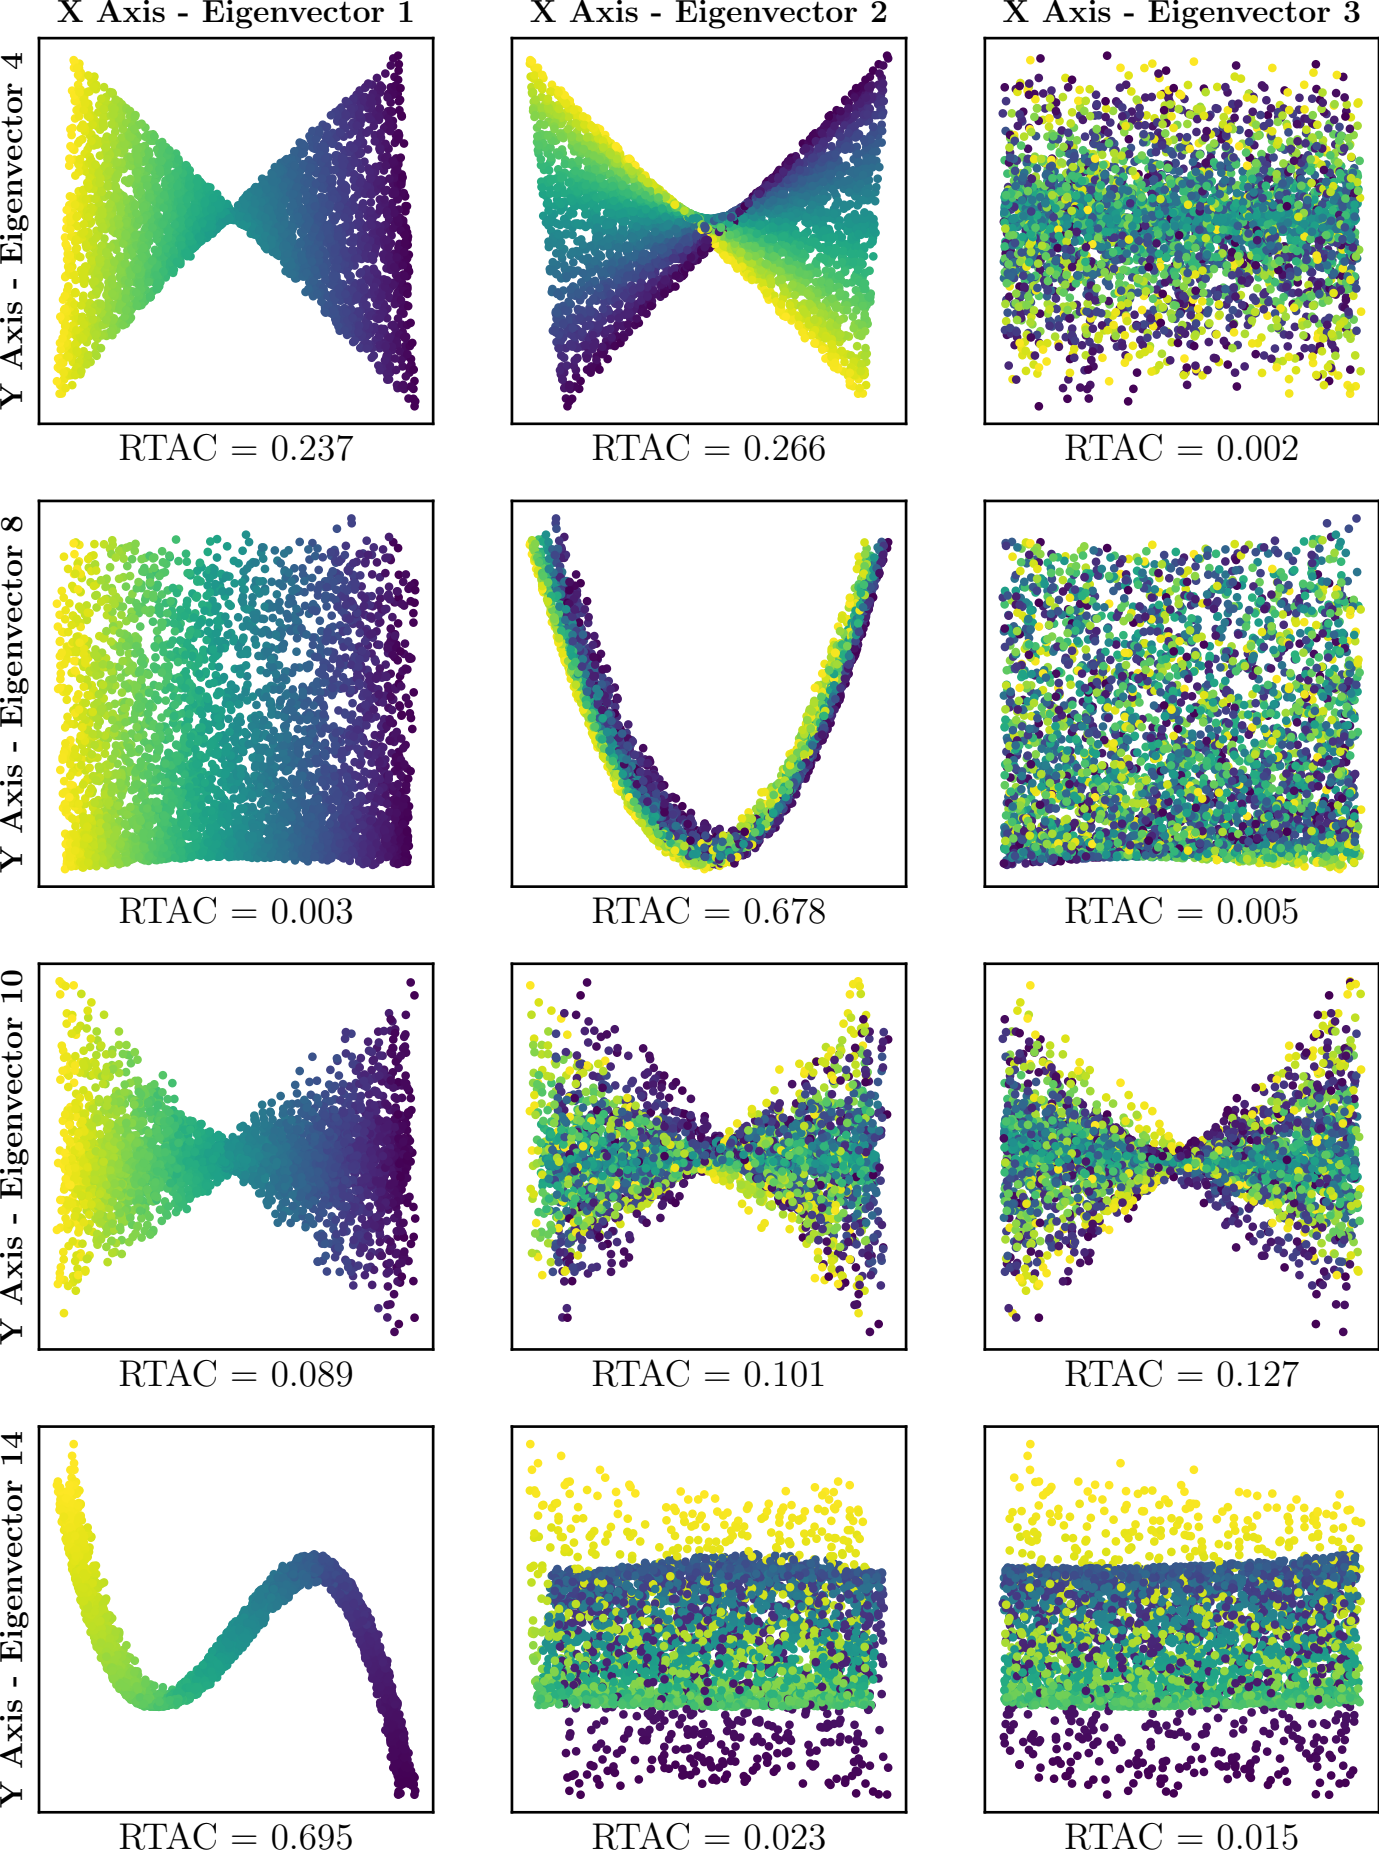 X Axis - Eigenvector 1
X Axis - Eigenvector 2
X Axis - Eigenvector 3
Y Axis - Eigenvector 4
RTAC = 0.237
RTAC = 0.266
RTAC = 0.002
Y Axis - Eigenvector 8
RTAC = 0.003
RTAC = 0.678
RTAC = 0.005
Y Axis - Eigenvector 10
RTAC = 0.089
RTAC = 0.101
RTAC = 0.127
Y Axis - Eigenvector 14
RTAC = 0.695
RTAC = 0.023
RTAC = 0.015